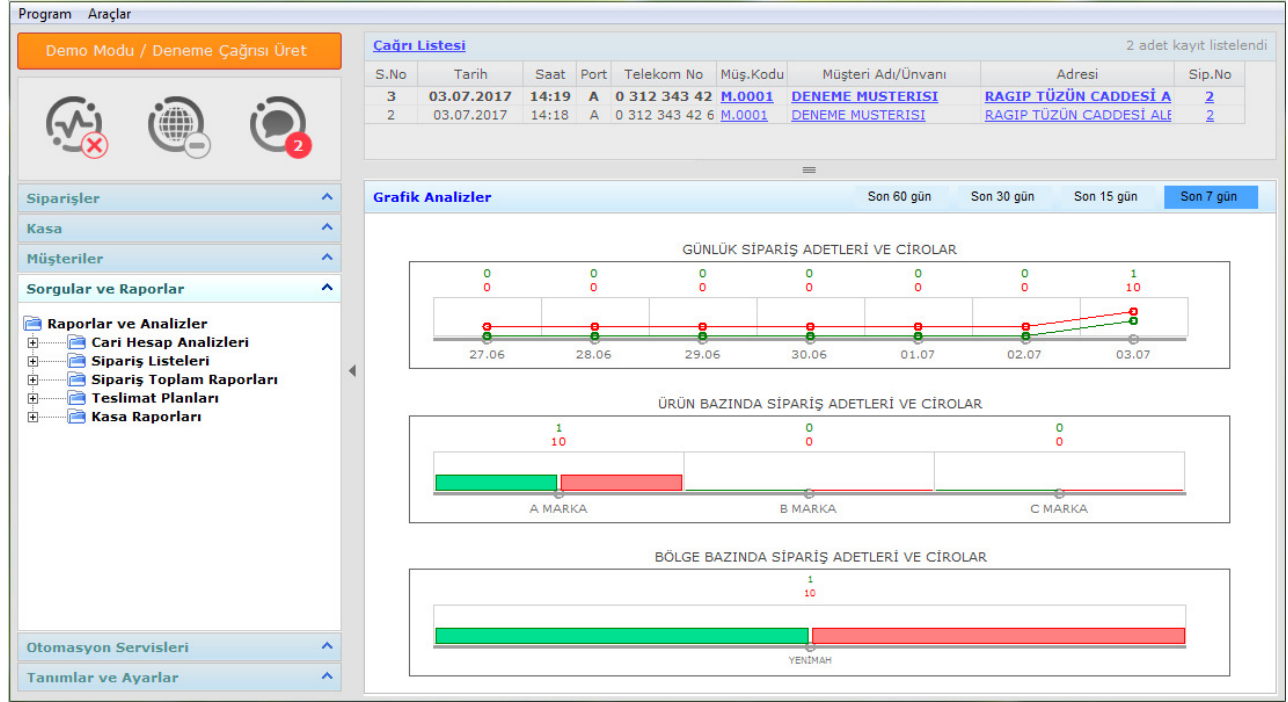 Program Araçlar
Demo Modu / Deneme Çağrısı Üret
2
Siparişler
Kasa
Müşteriler
Sorgular ve Raporlar
Raporlar ve Analizler
Cari Hesap Analizleri
Sipariş Listeleri
Sipariş Toplam Raporları
Teslimat Planları
Kasa Raporları
Otomasyon Servisleri
Tanımlar ve Ayarlar
Çağrı Listesi 2 adet kayıt listelendi
S.No Tarih Saat Port Telekom No Müş.Kodu Müşteri Adı/Ünvanı Adresi Sip.No
3 03.07.2017 14:19 A 0 312 343 42 M.0001 DENEME MUSTERISI RAGIP TÜZÜN CADDESİ A 2
2 03.07.2017 14:18 A 0 312 343 42 6 M.0001 DENEME MUSTERISI RAGIP TÜZÜN CADDESİ ALE 2
Grafik Analizler Son 60 gün Son 30 gün Son 15 gün Son 7 gün
GÜNLÜK SİPARİŞ ADETLERİ VE CİROLAR
0 0 0 0 0 0 1
0 0 0 0 0 0 10
27.06 28.06 29.06 30.06 01.07 02.07 03.07
ÜRÜN BAZINDA SİPARİŞ ADETLERİ VE CİROLAR
1 0 0
10 0 0
A MARKA B MARKA C MARKA
BÖLGE BAZINDA SİPARİŞ ADETLERİ VE CİROLAR
1
10
YENİMAH